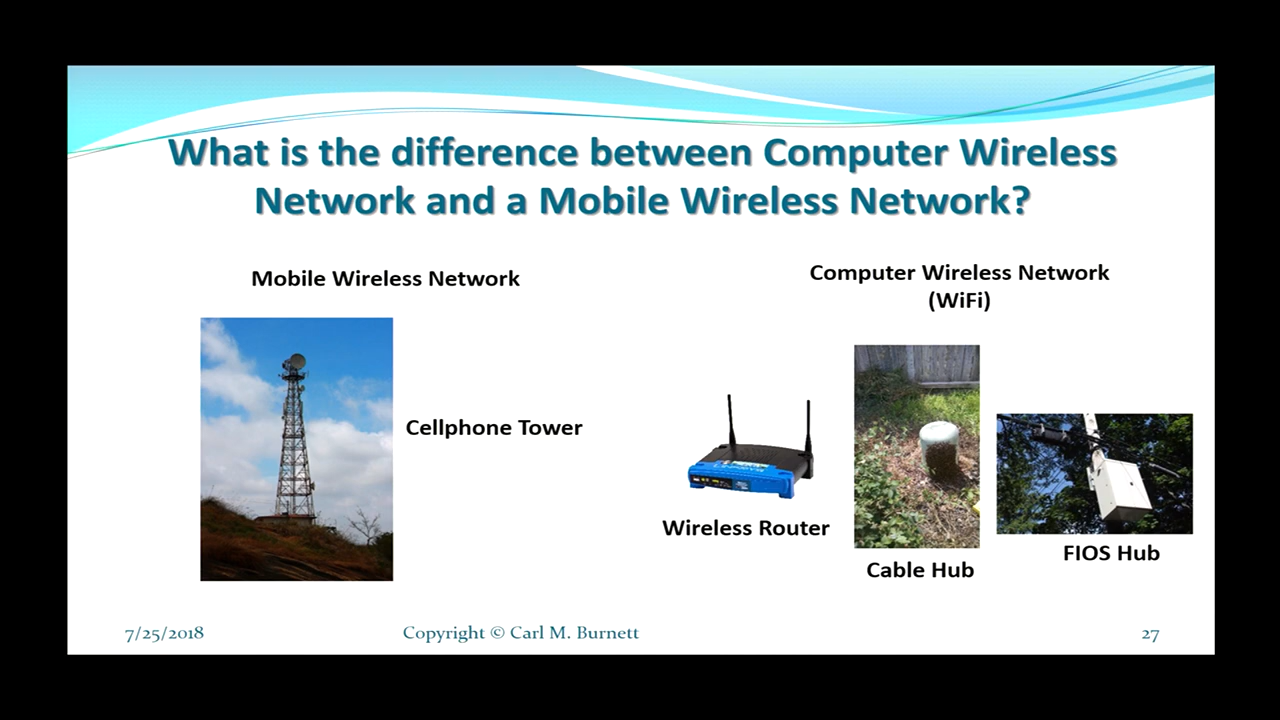 What is the difference between Computer Wireless
Network and a Mobile Wireless Network?
Mobile Wireless Network
Computer Wireless Network
(WiFi)
Cellphone Tower
Wireless Router
Cable Hub
FIOS Hub
7/25/2018
Copyright © Carl M. Burnett
27